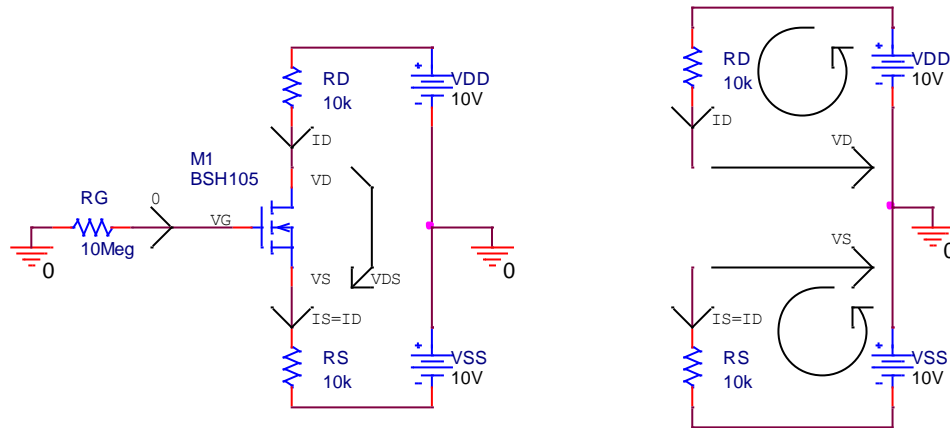 RD
10k
+
-
VDD
10V
ID
M1
BSH105
VD
RG
10Meg
0
VG
0
0
VS
VDS
IS=ID
RS
10k
+
-
VSS
10V
RD
10k
+
-
VDD
10V
ID
VD
0
VS
IS=ID
RS
10k
+
-
VSS
10V